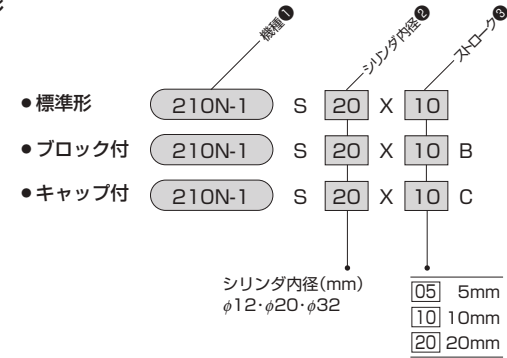 機種❶
シリンダ内径❷
ストローク❸
●標準形 210N-1 S 20 X 10
●ブロック付 210N-1 S 20 X 10 B
●キャップ付 210N-1 S 20 X 10 C
シリンダ内径(mm)
φ12・φ20・φ32
05 5mm
10 10mm
20 20mm